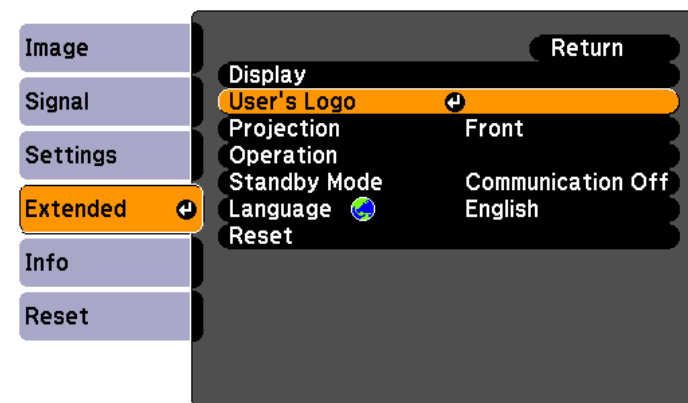 Image
Signal
Settings
Extended
Info
Reset
Return
Display
User's Logo
Projection Front
Operation
Standby Mode Communication Off
Language English
Reset